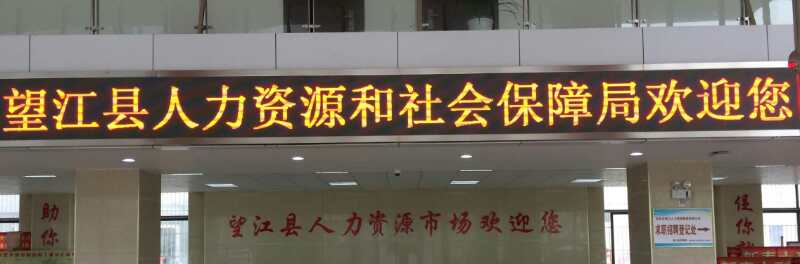 望江县人力资源和社会保障局欢迎您
望江县人力资源市场欢迎您
助
你
促
你
求职招聘登记处